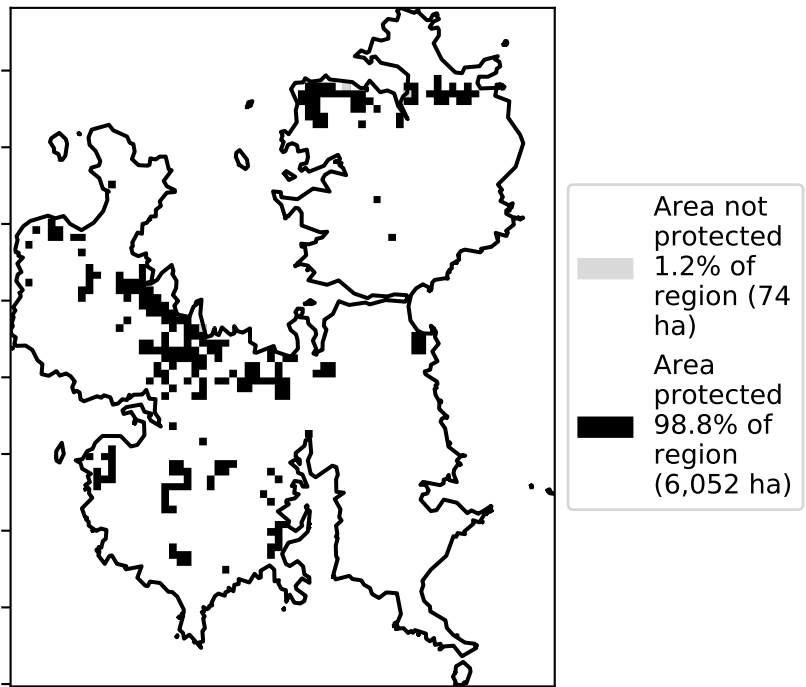 Area not
protected
1.2% of
region (74
ha)
Area
protected
98.8% of
region
(6,052 ha)